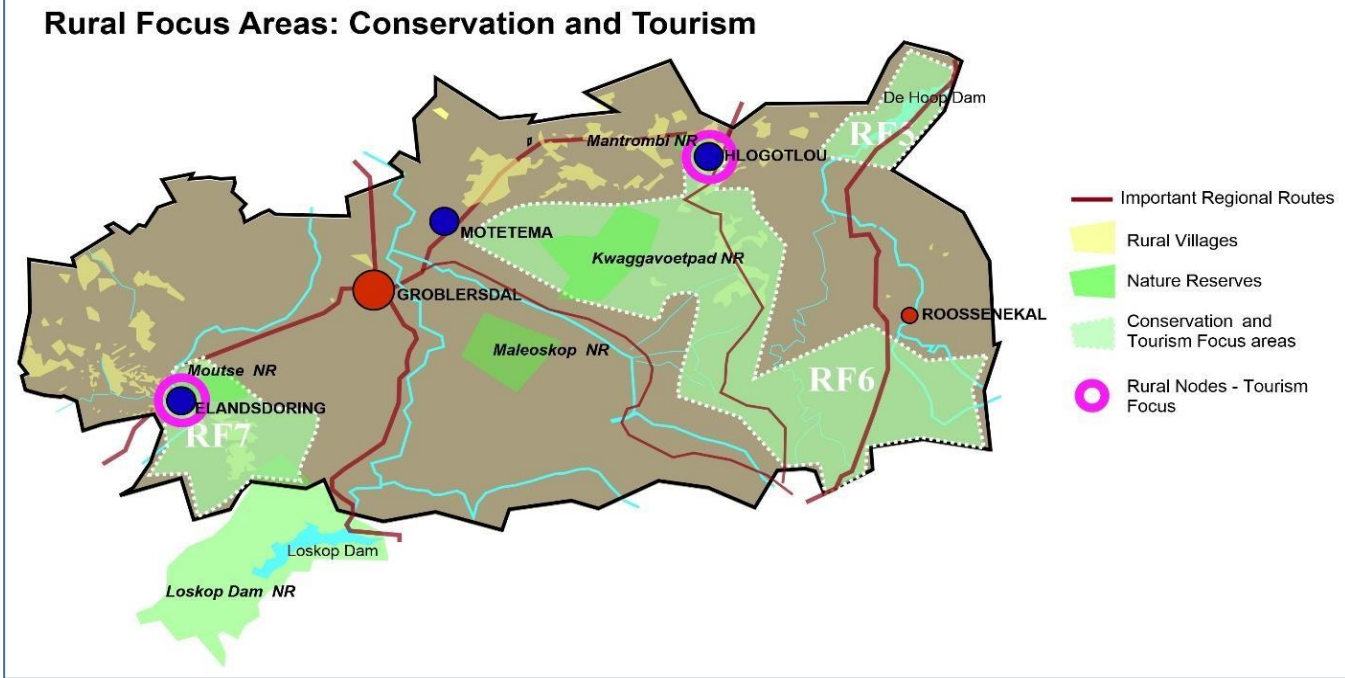 Rural Focus Areas: Conservation and Tourism
De Hoop Dam
RF5
Mantrombi NR
HLOGOTLOU
MOTETEMA
Kwaggavoetpad NR
GROBLERSDAL
ROOSSENEKAL
Maleoskop NR
Moutse NR
RF6
ELANDSDORING
RF7
Loskop Dam
Loskop Dam NR
Important Regional Routes
Rural Villages
Nature Reserves
Conservation and
Tourism Focus areas
Rural Nodes - Tourism
Focus